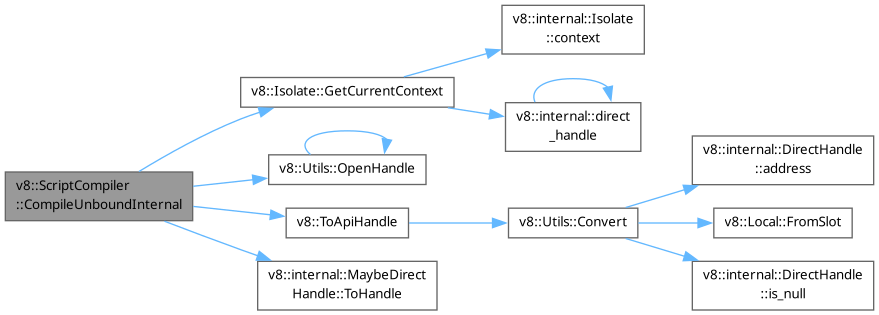 v8::internal::Isolate
::context
v8::Isolate::GetCurrentContext
v8::internal::direct
_handle
v8::internal::DirectHandle
::address
v8::Utils::OpenHandle
v8::ScriptCompiler
::CompileUnboundInternal
v8::ToApiHandle
v8::Utils::Convert
v8::Local::FromSlot
v8::internal::MaybeDirect
Handle::ToHandle
v8::internal::DirectHandle
::is_null